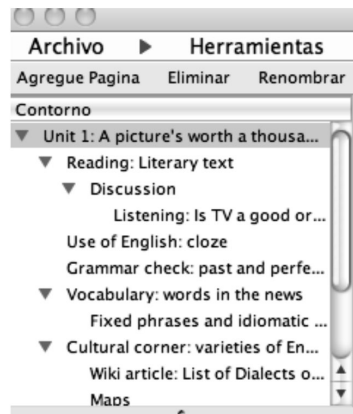 Archivo Herramientas
Agregue Pagina Eliminar Renombrar
Contorno
Unit 1: A picture's worth a thousa...
Reading: Literary text
Discussion
Listening: Is TV a good or...
Use of English: cloze
Grammar check: past and perfe...
Vocabulary: words in the news
Fixed phrases and idiomatic ...
Cultural corner: varieties of En...
Wiki article: List of Dialects o...
Maps